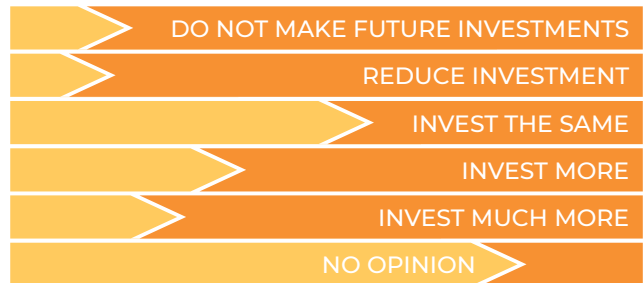 DO NOT MAKE FUTURE INVESTMENTS
REDUCE INVESTMENT
INVEST THE SAME
INVEST MORE
INVEST MUCH MORE
NO OPINION